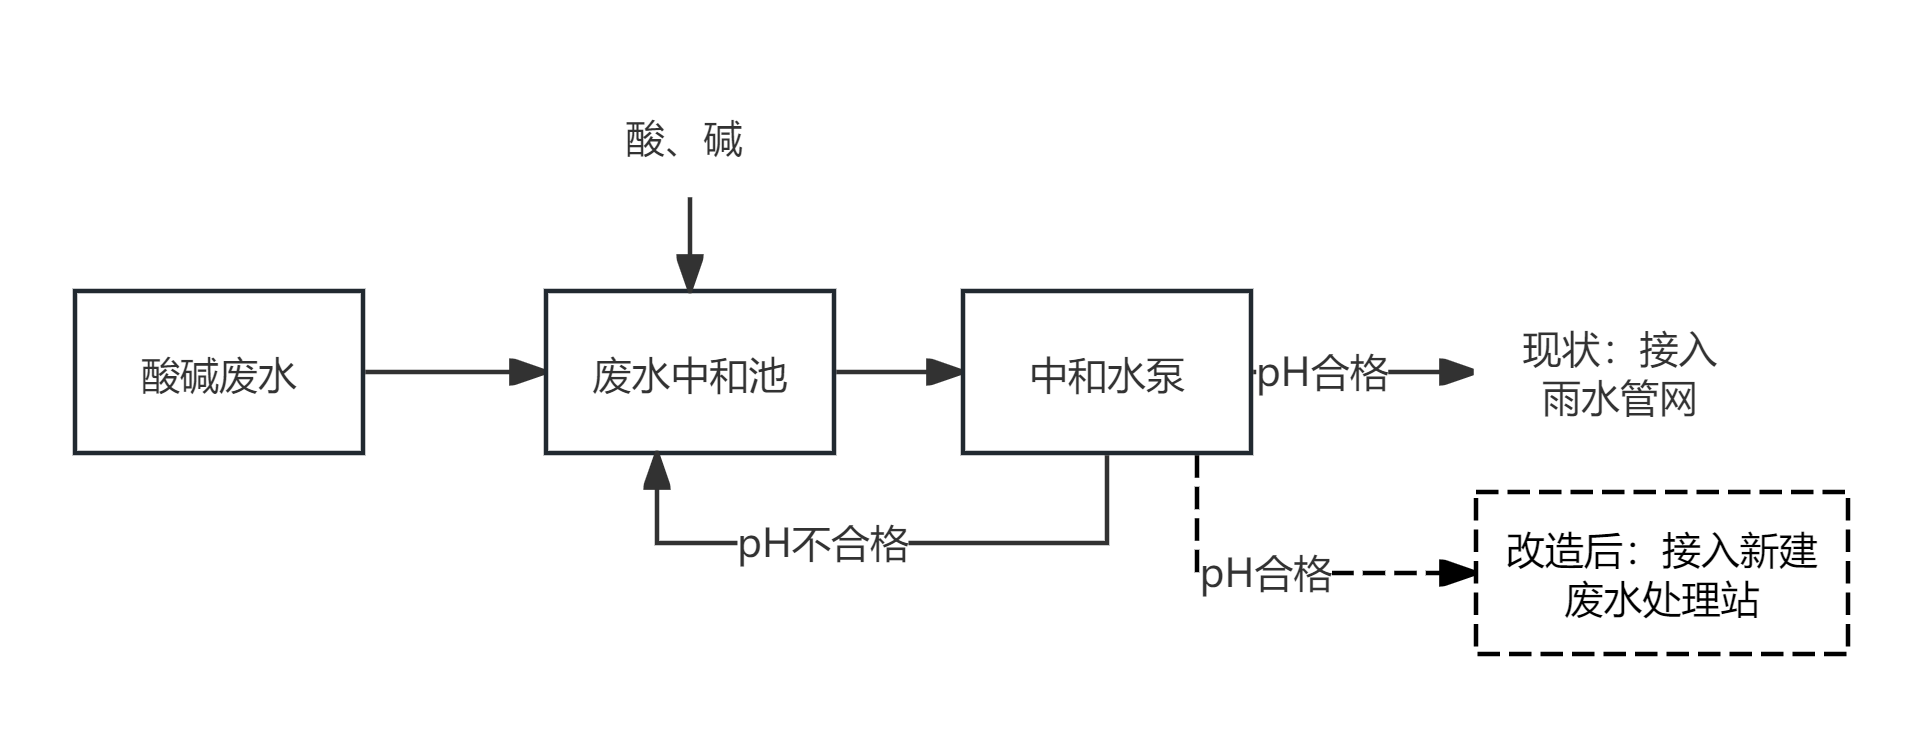 酸、碱
酸碱废水
废水中和池
中和水泵
pH合格
现状：接入
雨水管网
pH不合格
pH合格
改造后：接入新建
废水处理站